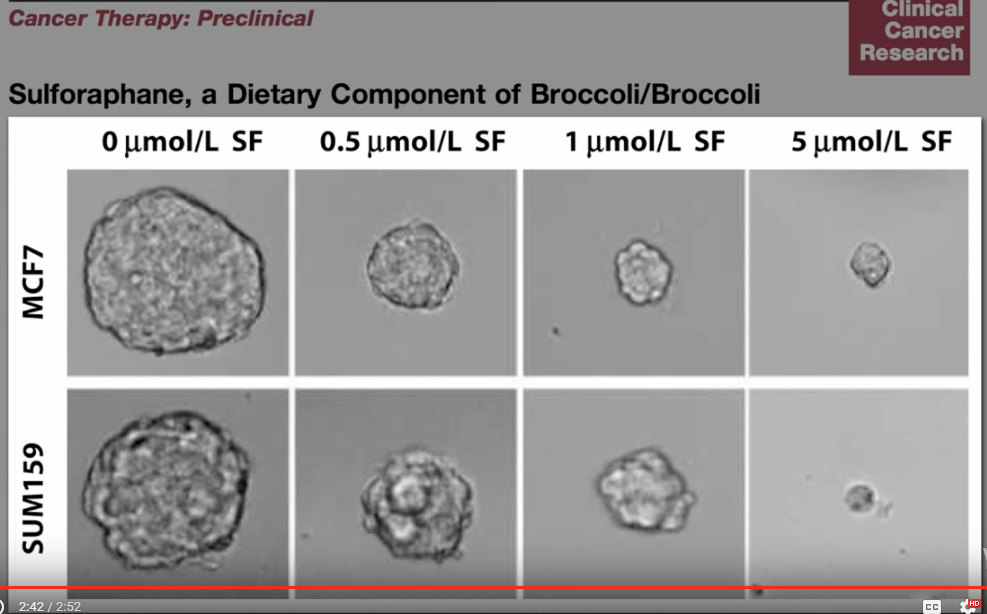 Cancer Therapy: Preclinical
Clinical
Cancer
Research
Sulforaphane, a Dietary Component of Broccoli/Broccoli
0 μmol/L SF 0.5 μmol/L SF 1 μmol/L SF 5 μmol/L SF
MCF7
SUM159
2:42 / 2:52
CC
HD